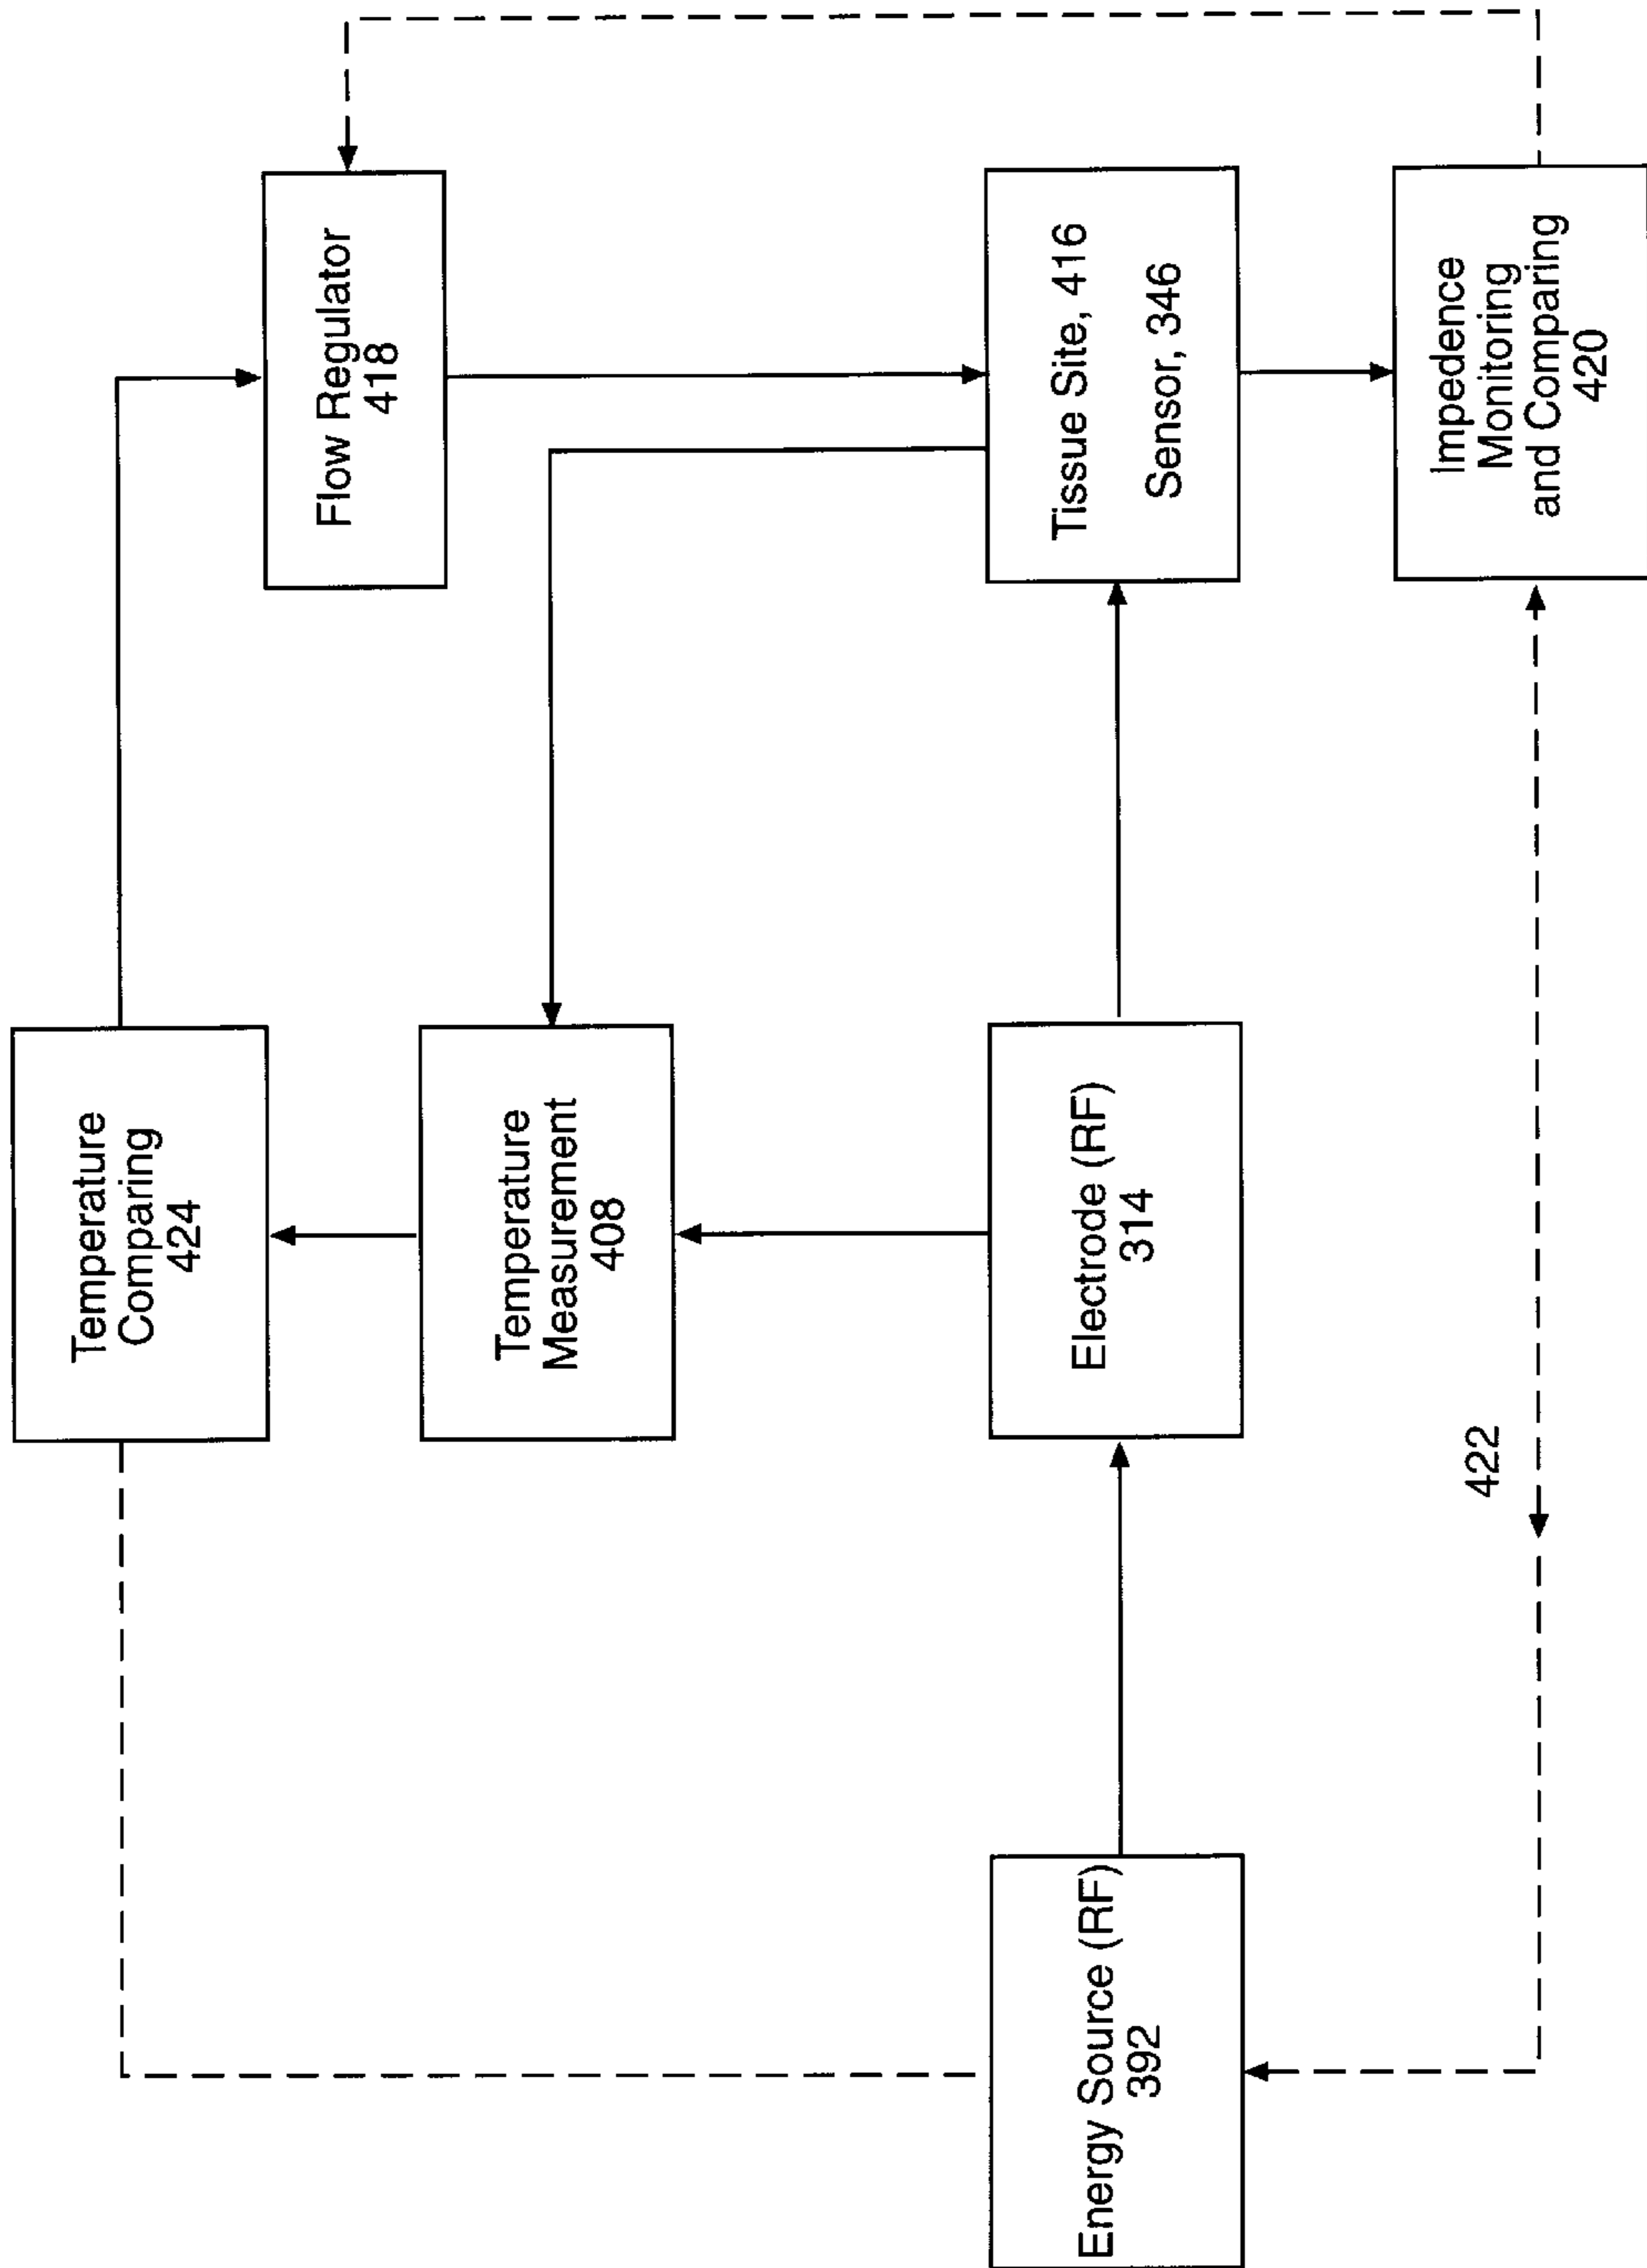 Temperature
Comparing
424
Flow Regulator
418
Temperature
Measurement
408
Energy Source (RF)
392
Electrode (RF)
314
Tissue Site, 416
Sensor, 346
422
Impedence
Monitoring
and Comparing
420